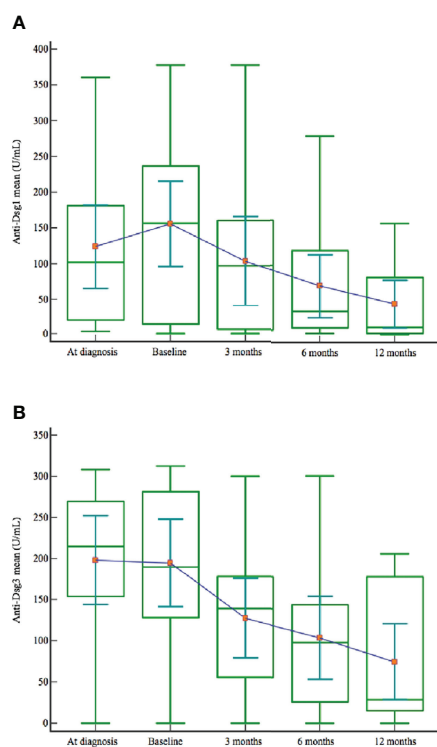 A
400
350
300
250
200
150
100
50
0
Anti-Dsg1 mean (U/mL)
At diagnosis Baseline 3 months 6 months 12 months
B
350
300
250
200
150
100
50
0
Anti-Dsg3 mean (U/mL)
At diagnosis Baseline 3 months 6 months 12 months